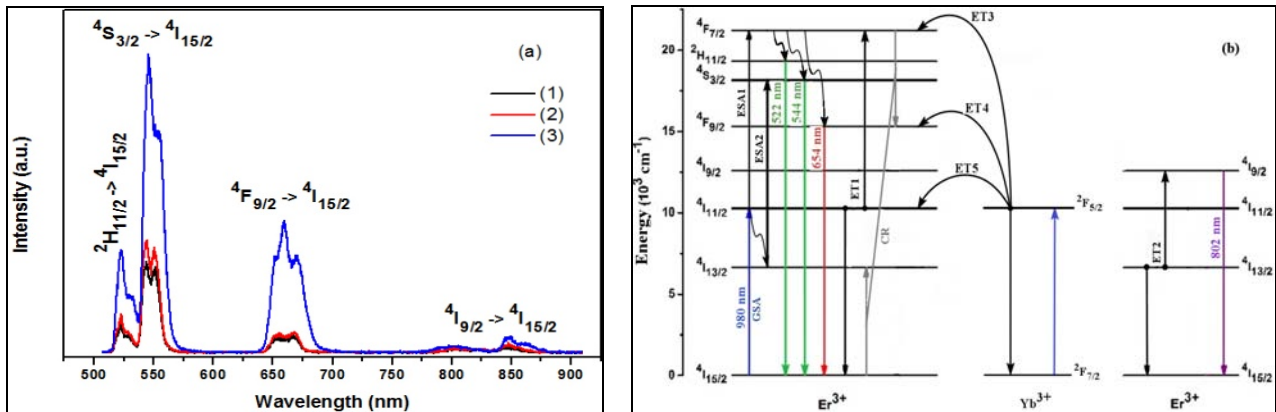 ⁴S₃/₂ -> ⁴I₁₅/₂
(a)
(1)
(2)
(3)
²H₁₁/₂-> ⁴I₁₅/₂
⁴F₉/₂ -> ⁴I₁₅/₂
⁴I₉/₂ -> ⁴I₁₅/₂
Intensity (a.u.)
500 550 600 650 700 750 800 850 900
Wavelength (nm)
(b)
Energy (10³ cm⁻¹)
20
15
10
5
0
⁴F₇/₂
²H₁₁/₂
⁴S₃/₂
⁴F₉/₂
⁴I₉/₂
⁴I₁₁/₂
⁴I₁₃/₂
⁴I₁₅/₂
ESA1
ESA2
522 nm
544 nm
654 nm
980 nm
GSA
ET1
CR
ET3
ET4
ET5
²F₅/₂
²F₇/₂
ET2
802 nm
⁴I₉/₂
⁴I₁₁/₂
⁴I₁₃/₂
⁴I₁₅/₂
Er³⁺
Yb³⁺
Er³⁺